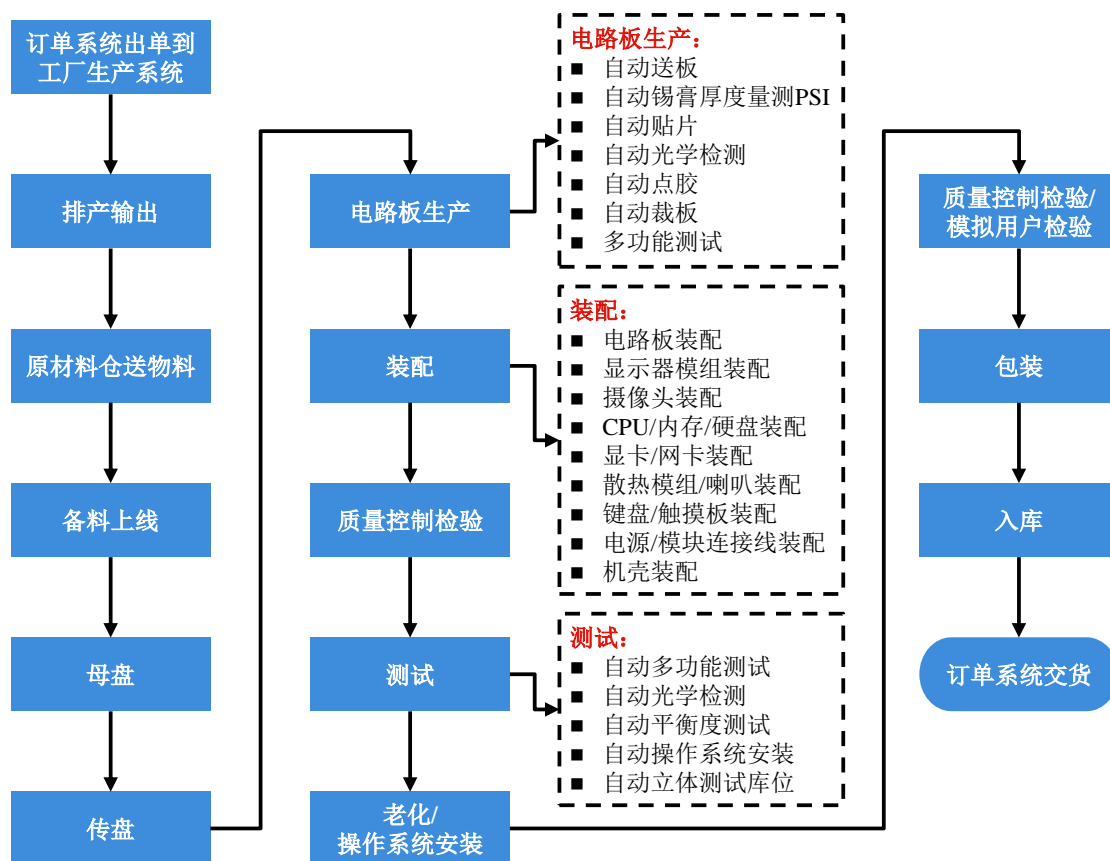 订单系统出单到
工厂生产系统
排产输出
原材料仓送物料
备料上线
母盘
传盘
电路板生产
装配
质量控制检验
测试
老化/
操作系统安装
电路板生产：
■ 自动送板
■ 自动锡膏厚度量测PSI
■ 自动贴片
■ 自动光学检测
■ 自动点胶
■ 自动裁板
■ 多功能测试
装配：
■ 电路板装配
■ 显示器模组装配
■ 摄像头装配
■ CPU/内存/硬盘装配
■ 显卡/网卡装配
■ 散热模组/喇叭装配
■ 键盘/触摸板装配
■ 电源/模块连接线装配
■ 机壳装配
测试：
■ 自动多功能测试
■ 自动光学检测
■ 自动平衡度测试
■ 自动操作系统安装
■ 自动立体测试库位
质量控制检验/
模拟用户检验
包装
入库
订单系统交货